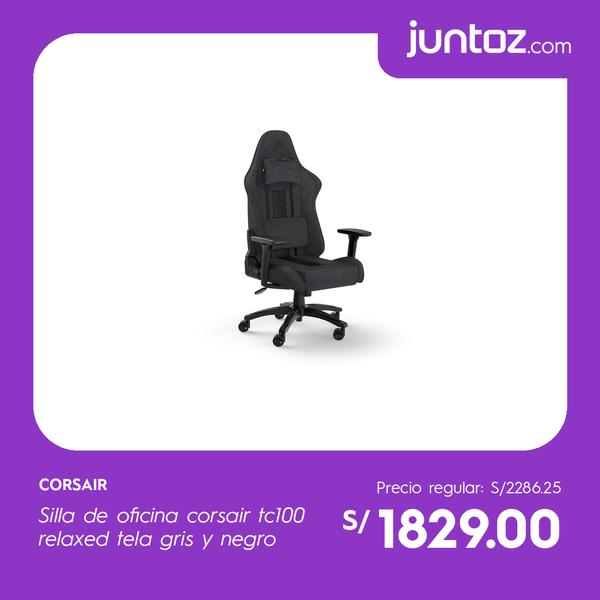 juntoz.com
CORSAIR
Silla de oficina corsair tc100
relaxed tela gris y negro
Precio regular: S/2286.25
S/1829.00